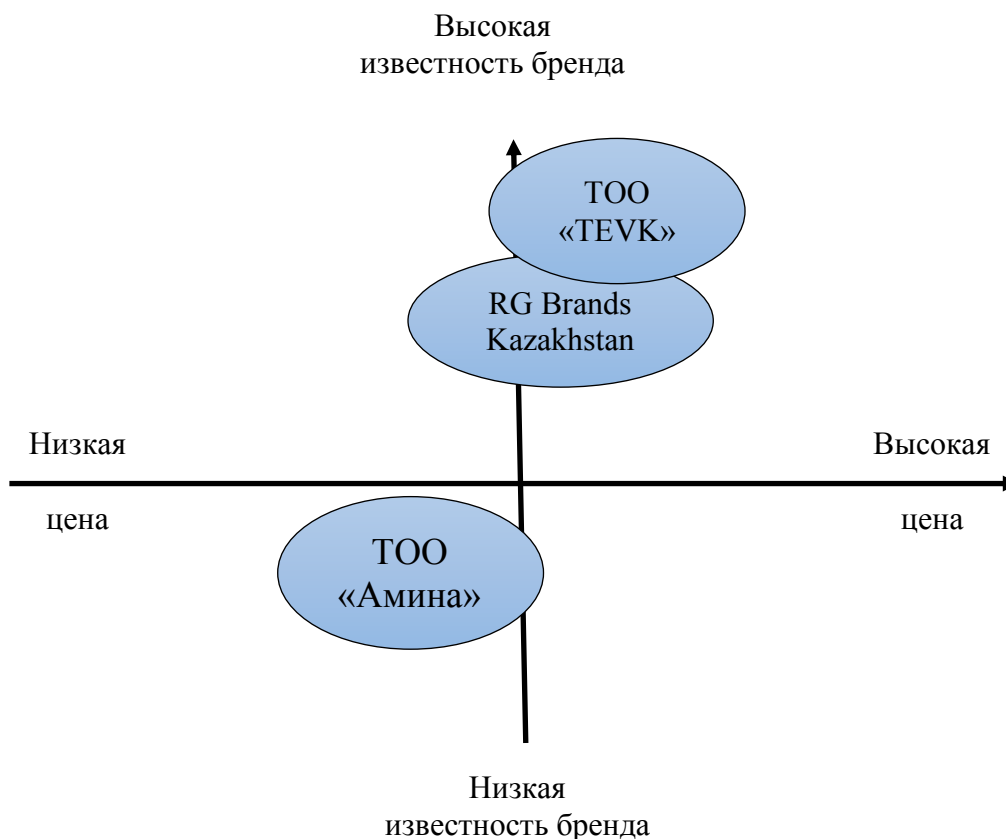 Высокая
известность бренда
ТОО
«TEVK»
RG Brands
Kazakhstan
Низкая
Высокая
цена
цена
ТОО
«Амина»
Низкая
известность бренда